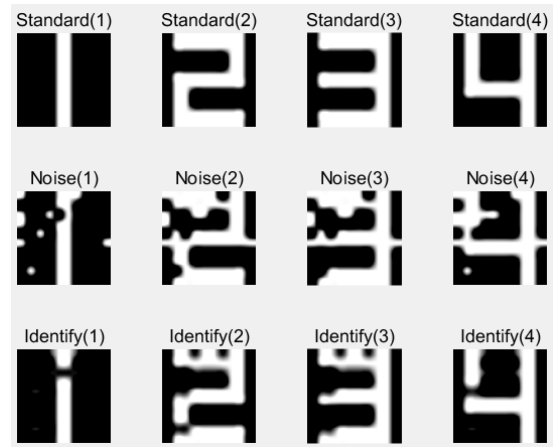 Standard(1) Standard(2) Standard(3) Standard(4)
Noise(1) Noise(2) Noise(3) Noise(4)
Identify(1) Identify(2) Identify(3) Identify(4)